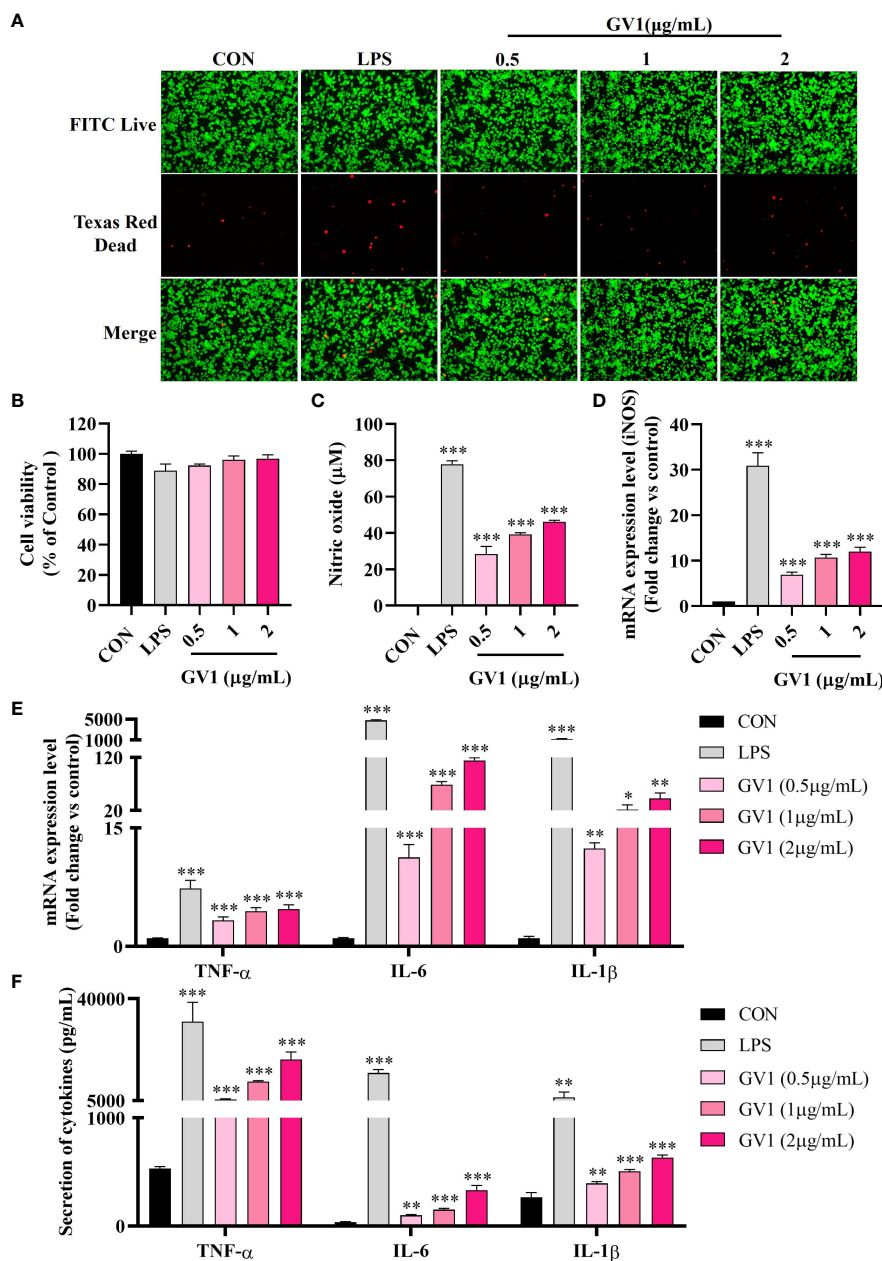 A
GV1(μg/mL)
CON LPS 0.5 1 2
FITC Live
Texas Red
Dead
Merge
B
Cell viability
(% of Control )
120
100
80
60
40
20
0
CON LPS 0.5 1 2
GV1 (μg/mL)
C
Nitric oxide (μM)
80
60
40
20
0
*** *** *** ***
CON LPS 0.5 1 2
GV1 (μg/mL)
D
mRNA expression level (iNOS)
(Fold change vs control)
40
30
20
10
0
*** *** *** ***
CON LPS 0.5 1 2
GV1 (μg/mL)
E
mRNA expression level
(Fold change vs control)
5000
1000
120
20
15
0
*** *** *** ***
*** *** *** ***
*** ** * **
TNF-α IL-6 IL-1β
CON
LPS
GV1 (0.5μg/mL)
GV1 (1μg/mL)
GV1 (2μg/mL)
F
Secretion of cytokines (pg/mL)
40000
5000
1000
0
*** *** *** ***
*** ** *** ***
** ** *** ***
TNF-α IL-6 IL-1β
CON
LPS
GV1 (0.5μg/mL)
GV1 (1μg/mL)
GV1 (2μg/mL)